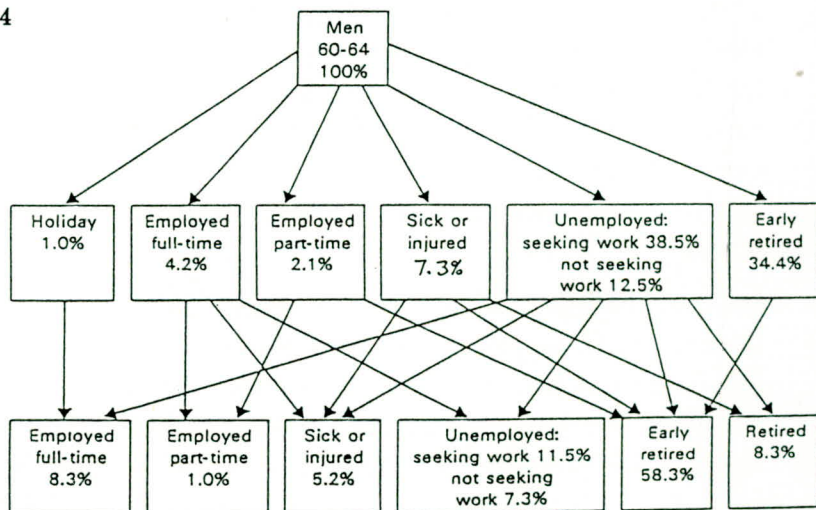 4
Men
60-64
100%
Holiday
1.0%
Employed
full-time
4.2%
Employed
part-time
2.1%
Sick or
injured
7.3%
Unemployed:
seeking work 38.5%
not seeking
work 12.5%
Early
retired
34.4%
Employed
full-time
8.3%
Employed
part-time
1.0%
Sick or
injured
5.2%
Unemployed:
seeking work 11.5%
not seeking
work 7.3%
Early
retired
58.3%
Retired
8.3%